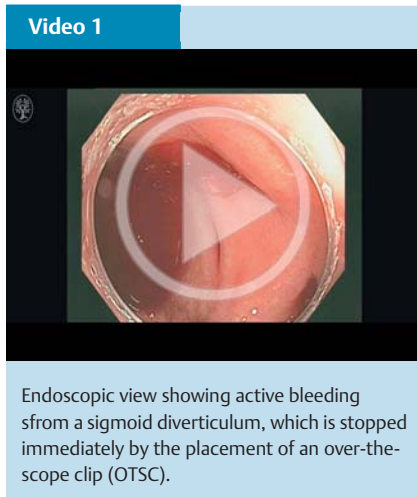 Video 1
Endoscopic view showing active bleeding
sfrom a sigmoid diverticulum, which is stopped
immediately by the placement of an over-the-
scope clip (OTSC).